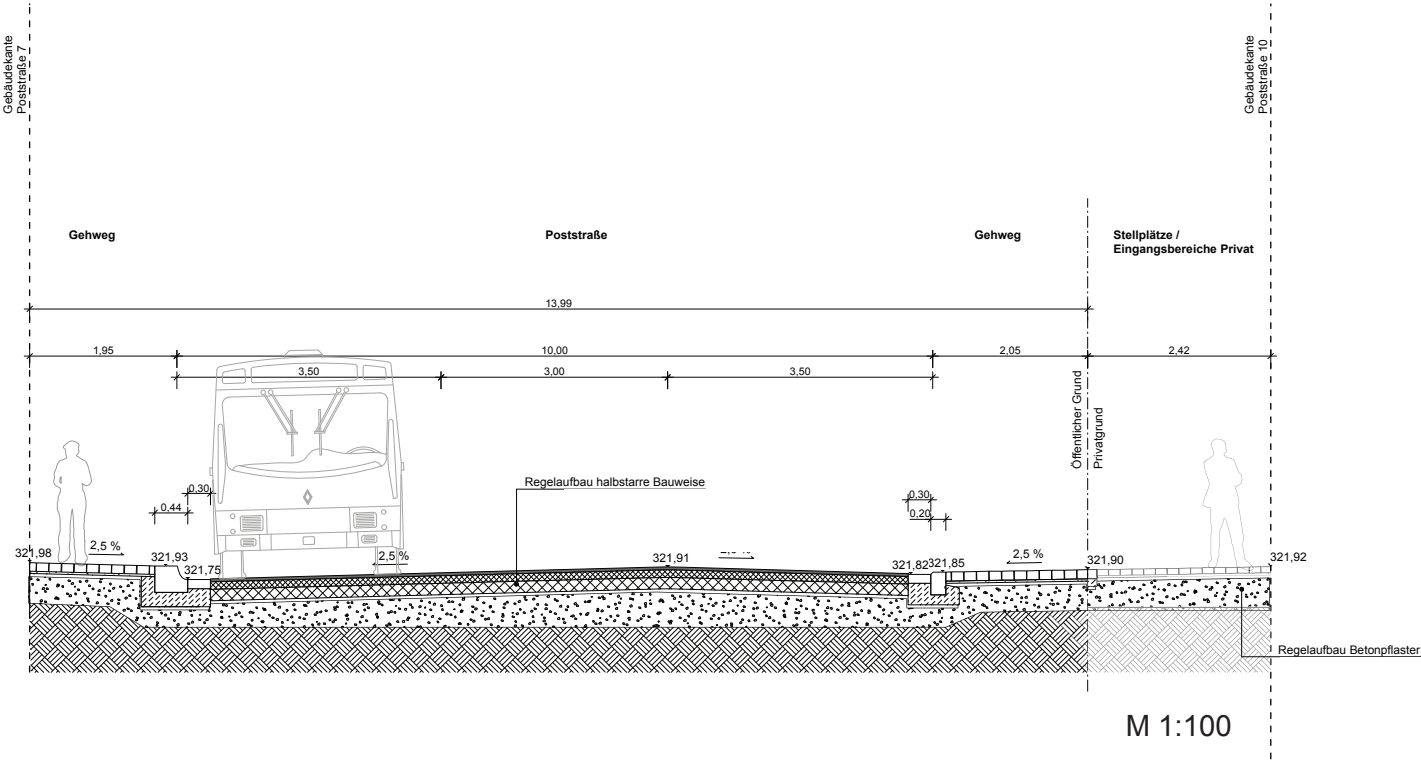 Gebäudekante
Poststraße 7
Gebäudekante
Poststraße 10
Gehweg
Poststraße
Gehweg
Stellplätze /
Eingangsbereiche Privat
13,99
1,95
10,00
2,05
2,42
3,50
3,00
3,50
Öffentlicher Grund
Privatgrund
Regelaufbau halbstarre Bauweise
0,30
0,44
0,30
0,20
321,98
2,5 %
321,93
321,75
2,5 %
321,91
321,82
321,85
2,5 %
321,90
321,92
Regelaufbau Betonpflaster
M 1:100